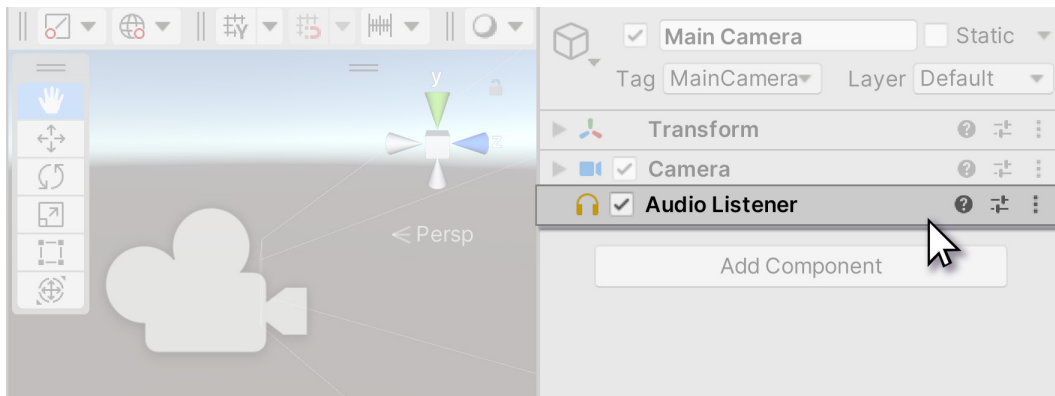 Main Camera
Static
Tag MainCamera
Layer Default
y
Transform
Camera
Audio Listener
Persp
Add Component